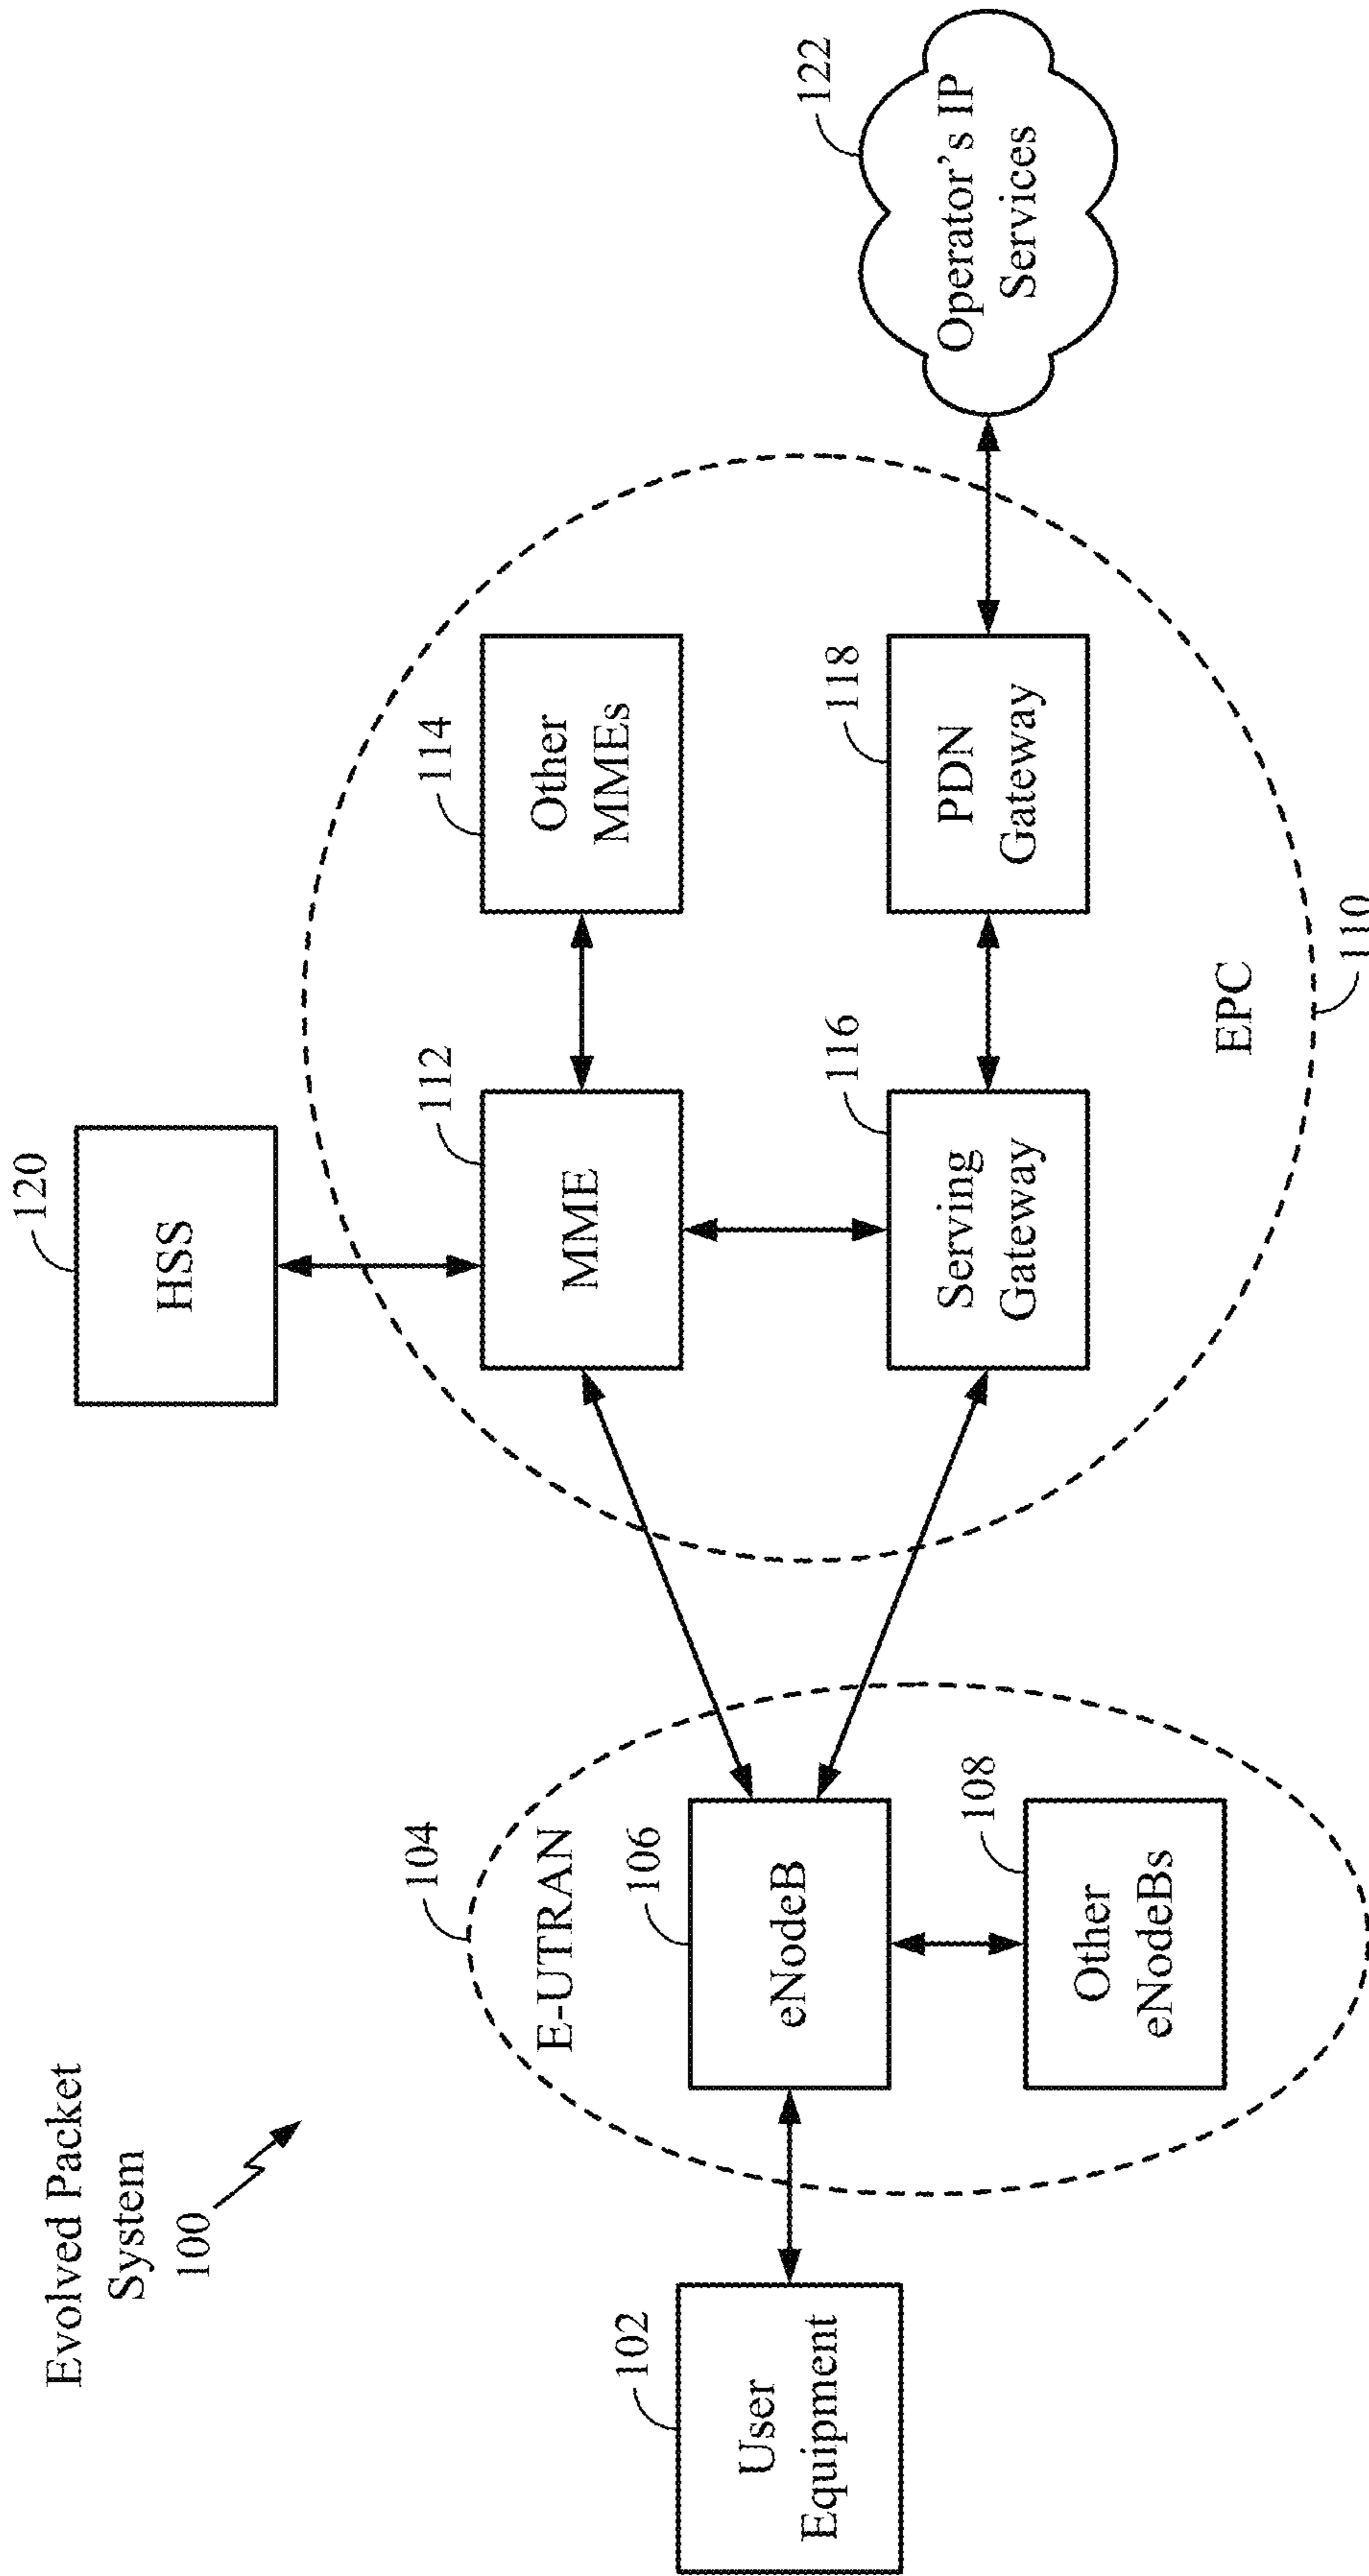 Evolved Packet
System
100
102
User
Equipment
104
E-UTRAN
106
eNodeB
108
Other
eNodeBs
120
HSS
112
MME
114
Other
MMEs
116
Serving
Gateway
118
PDN
Gateway
EPC
110
122
Operator's IP
Services